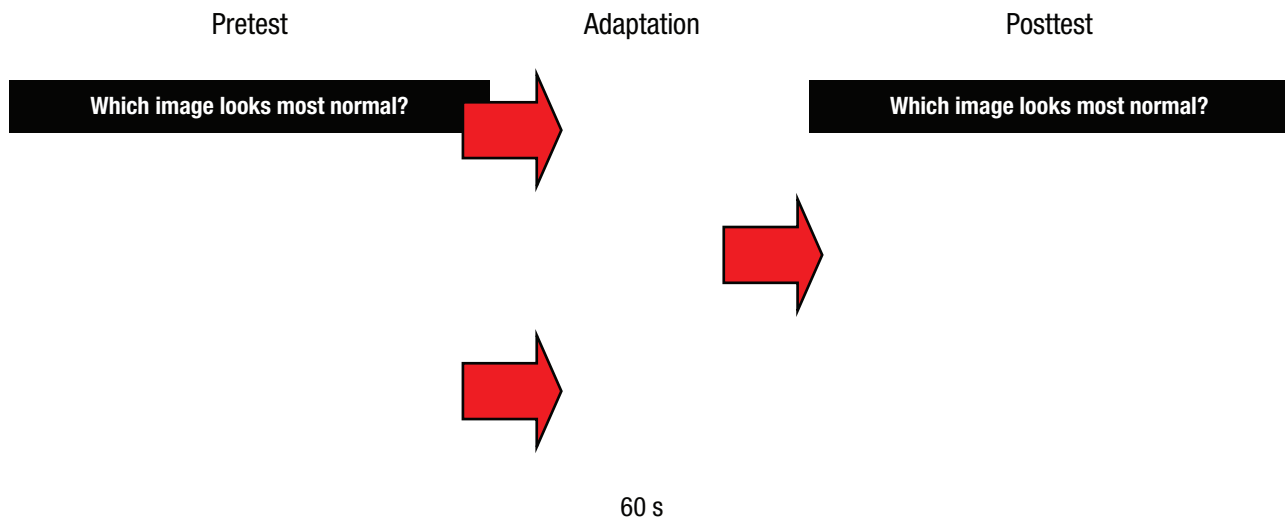 Pretest
Adaptation
Posttest
Which image looks most normal?
Which image looks most normal?
60 s